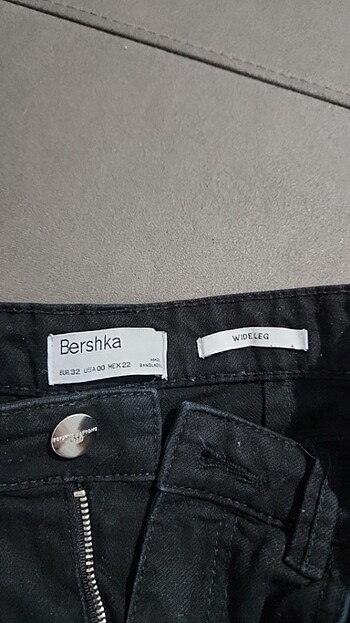 Bershka
EUR 32 USA 00 MEX 22
WIDE LEG